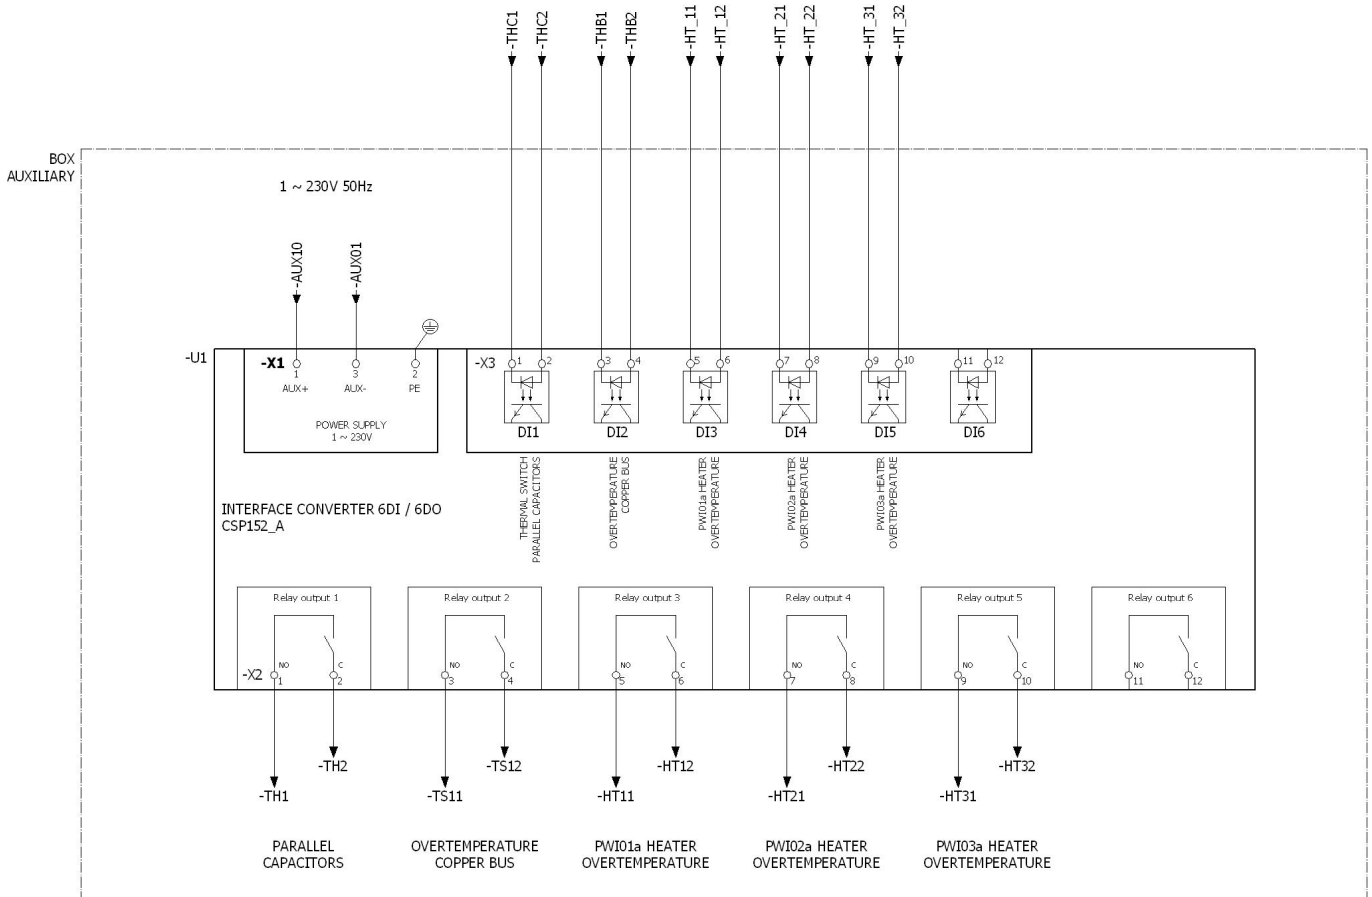 -THC1
-THC2
-THB1
-THB2
-HT_11
-HT_12
-HT_21
-HT_22
-HT_31
-HT_32
BOX
AUXILIARY
1 ~ 230V 50Hz
-AUX10
-AUX01
-U1
-X1
1
3
2
AUX+
AUX-
PE
POWER SUPPLY
1 ~ 230V
-X3
1
2
3
4
5
6
7
8
9
10
11
12
DI1
DI2
DI3
DI4
DI5
DI6
THERMAL SWITCH
PARALLEL CAPACITORS
OVERTEMPERATURE
COPPER BUS
PWI01a HEATER
OVERTEMPERATURE
PWI02a HEATER
OVERTEMPERATURE
PWI03a HEATER
OVERTEMPERATURE
INTERFACE CONVERTER 6DI / 6DO
CSP152_A
Relay output 1
Relay output 2
Relay output 3
Relay output 4
Relay output 5
Relay output 6
-X2
NO
C
NO
C
NO
C
NO
C
NO
C
NO
C
1
2
3
4
5
6
7
8
9
10
11
12
-TH2
-TS12
-HT12
-HT22
-HT32
-TH1
-TS11
-HT11
-HT21
-HT31
PARALLEL
CAPACITORS
OVERTEMPERATURE
COPPER BUS
PWI01a HEATER
OVERTEMPERATURE
PWI02a HEATER
OVERTEMPERATURE
PWI03a HEATER
OVERTEMPERATURE